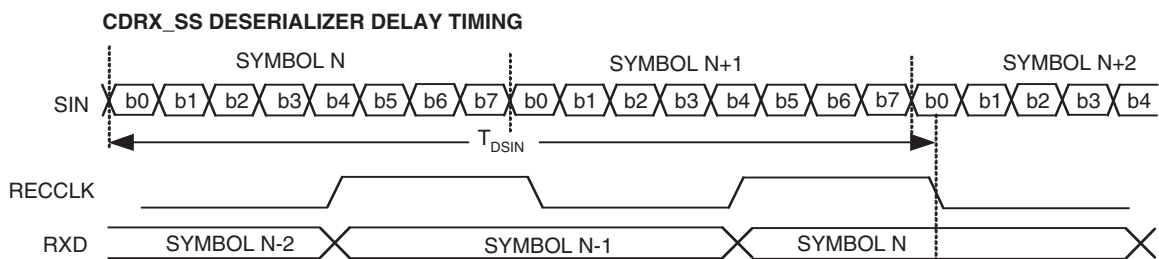 CDRX_SS DESERIALIZER DELAY TIMING
SYMBOL N SYMBOL N+1 SYMBOL N+2
SIN b0 b1 b2 b3 b4 b5 b6 b7 b0 b1 b2 b3 b4 b5 b6 b7 b0 b1 b2 b3 b4
TDSIN
RECCLK
RXD SYMBOL N-2 SYMBOL N-1 SYMBOL N